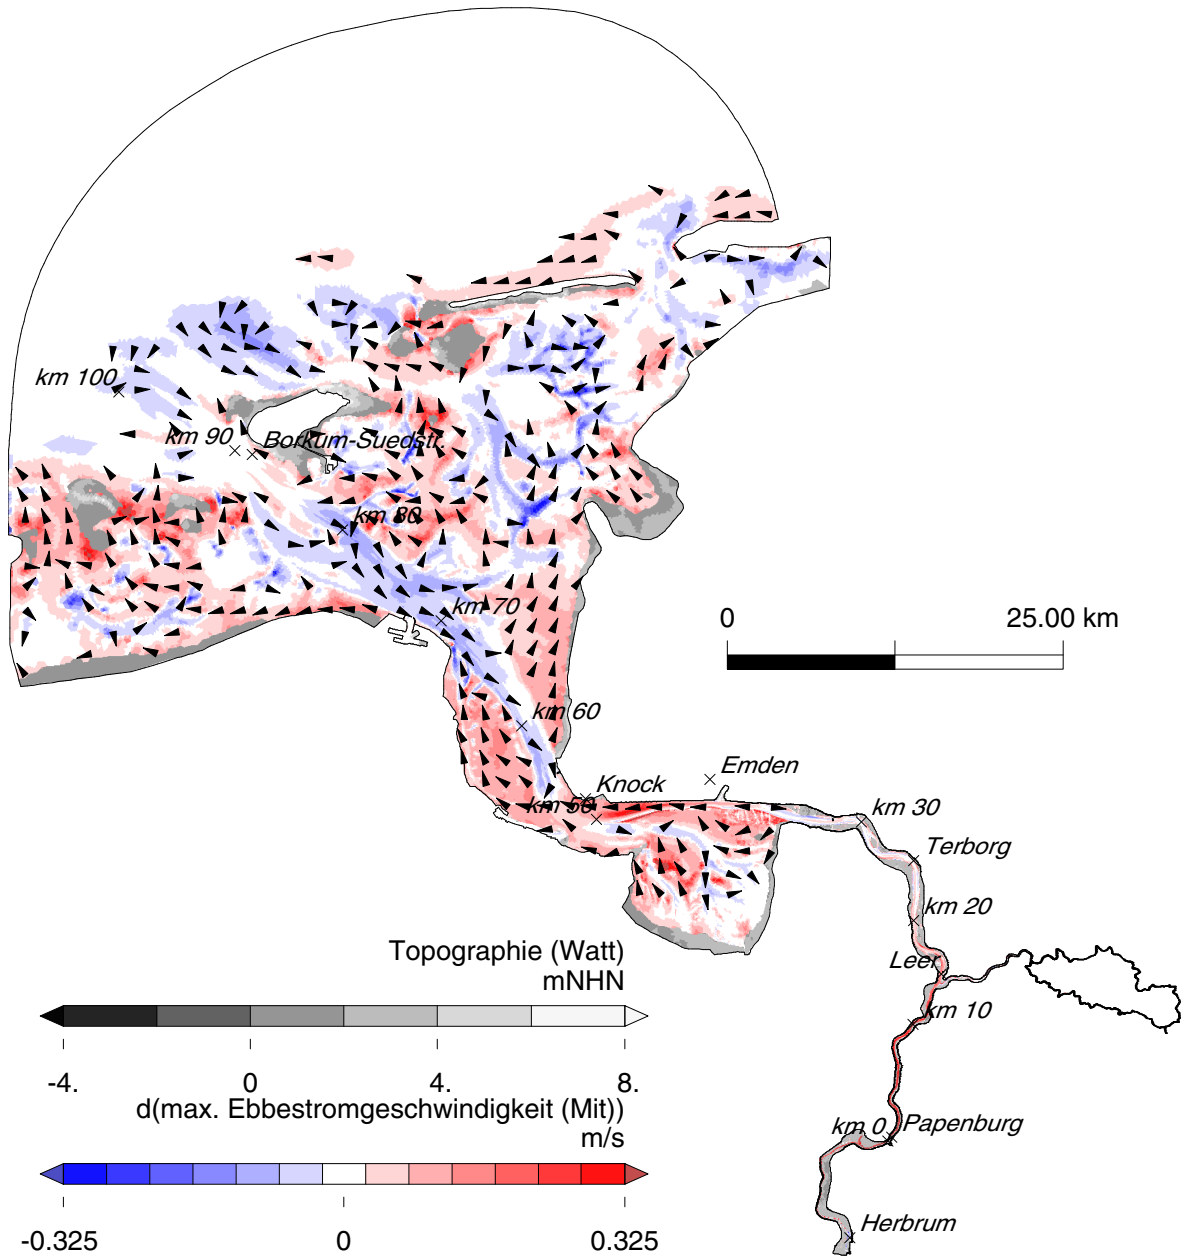 km 100
km 90
Borkum-Suedstr.
km 80
km 70
0
25.00 km
km 60
Emden
Knock
km 50
km 30
Terborg
km 20
Leer
Topographie (Watt)
mNHN
km 10
-4.
0
4.
8.
d(max. Ebbestromgeschwindigkeit (Mit))
m/s
km 0
Papenburg
-0.325
0
0.325
Herbrum